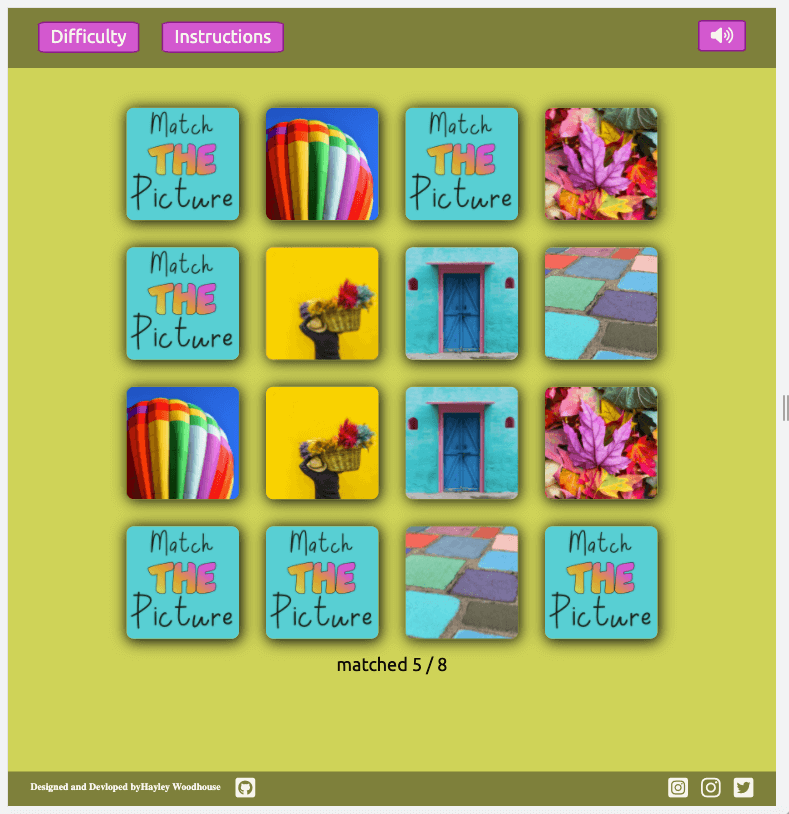 Difficulty Instructions
Match
THE
Picture
Match
THE
Picture
Match
THE
Picture
Match
THE
Picture
Match
THE
Picture
Match
THE
Picture
matched 5 / 8
Designed and Devloped byHayley Woodhouse